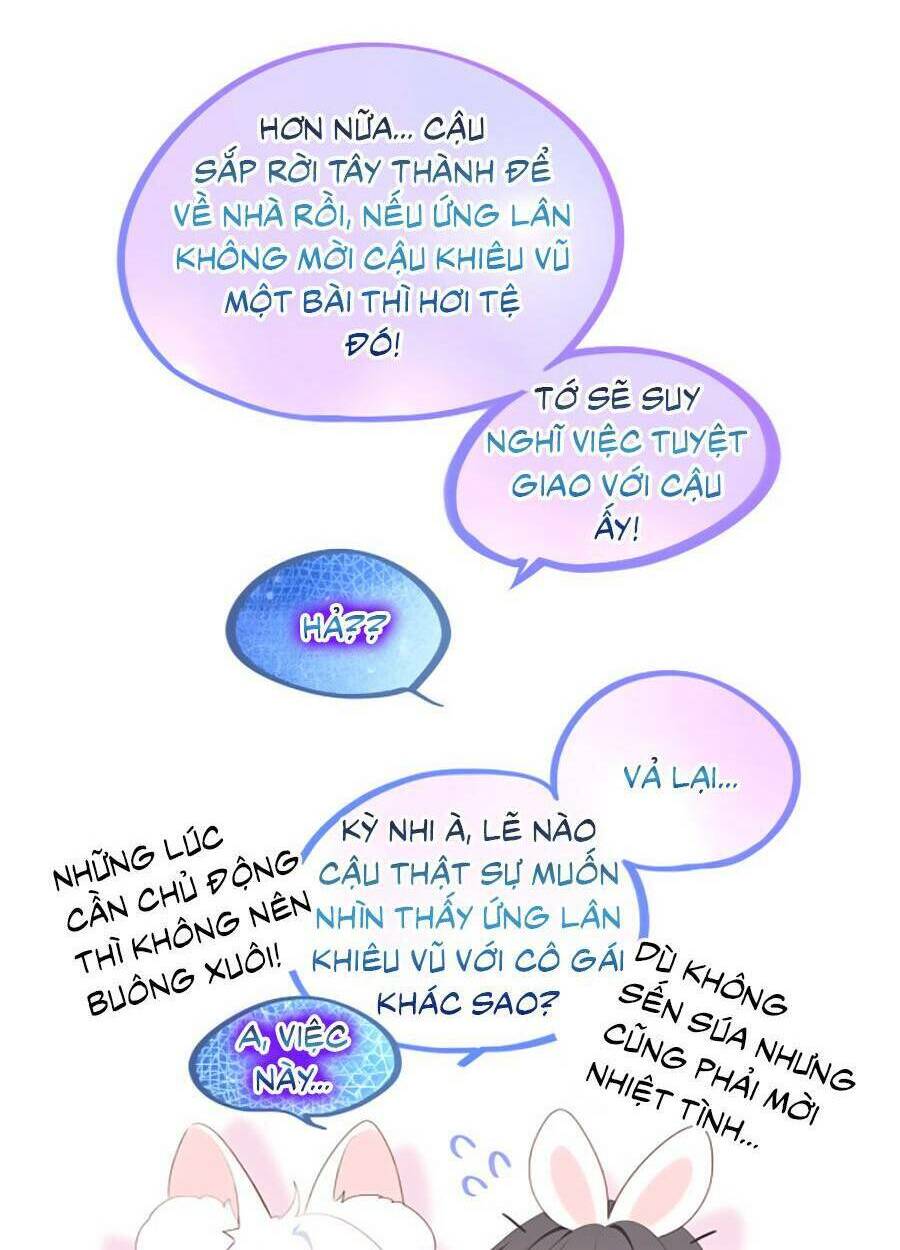 HƠN NỮA... CẬU
SẮP RỜI TÂY THÀNH ĐỂ
VỀ NHÀ RỒI, NẾU ỨNG LÂN
KHÔNG MỜI CẬU KHIÊU VŨ
MỘT BÀI THÌ HƠI TỆ
ĐÓ!
TỚ SẼ SUY
NGHĨ VIỆC TUYỆT
GIAO VỚI CẬU
ẤY!
HẢ??
VẢ LẠI...
KỲ NHI À, LẼ NÀO
CẬU THẬT SỰ MUỐN
NHÌN THẤY ỨNG LÂN
KHIÊU VŨ VỚI CÔ GÁI
KHÁC SAO?
NHỮNG LÚC
CẦN CHỦ ĐỘNG
THÌ KHÔNG NÊN
BUÔNG XUÔI!
DÙ KHÔNG
SẾN SÚA NHƯNG
CŨNG PHẢI MỜI
NHIỆT TÌNH...
A, VIỆC
NÀY...